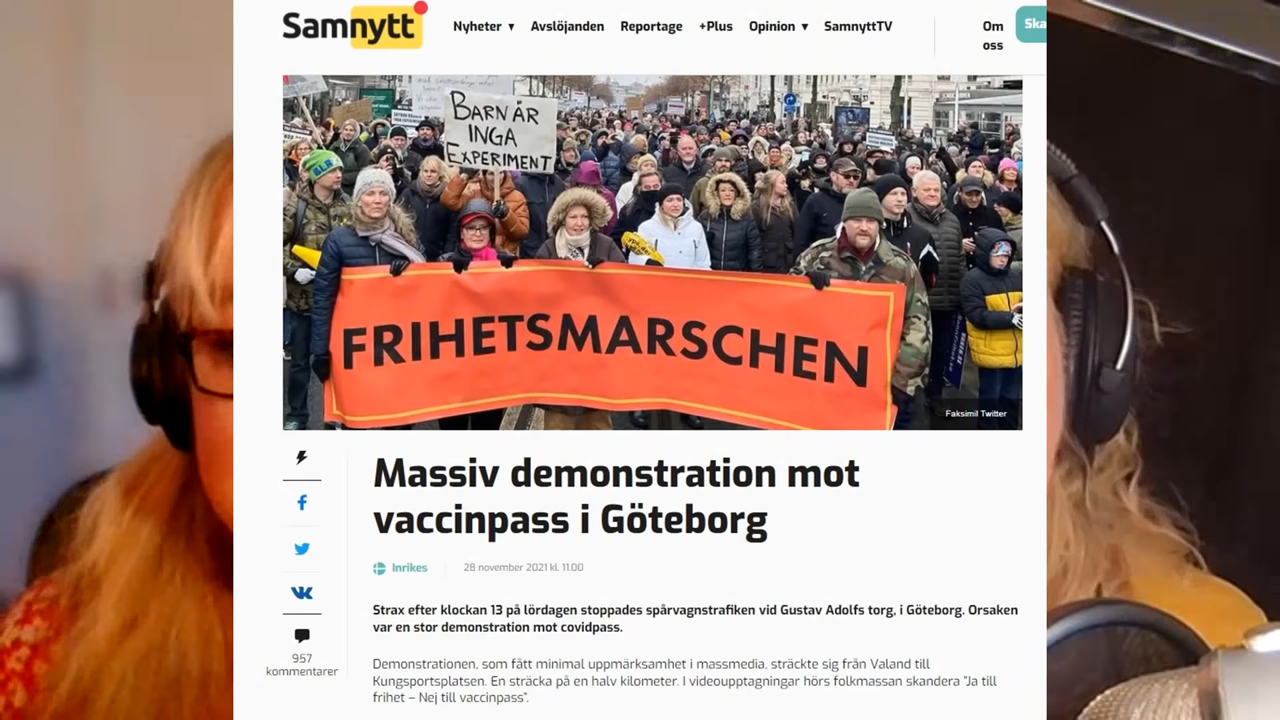 Samnytt
Nyheter ▾ Avslöjanden Reportage +Plus Opinion ▾ SamnyttTV
Om oss
Ska
BARN ÄR
INGA
EXPERIMENT
FRIHETSMARSCHEN
Faksimil Twitter
Massiv demonstration mot
vaccinpass i Göteborg
Inrikes 28 november 2021 kl. 11:00
957
kommentarer
Strax efter klockan 13 på lördagen stoppades spårvagnstrafiken vid Gustav Adolfs torg, i Göteborg. Orsaken
var en stor demonstration mot covidpass.
Demonstrationen, som fått minimal uppmärksamhet i massmedia, sträckte sig från Valand till
Kungsportsplatsen. En sträcka på en halv kilometer. I videoupptagningar hörs folkmassan skandera "Ja till
frihet – Nej till vaccinpass".